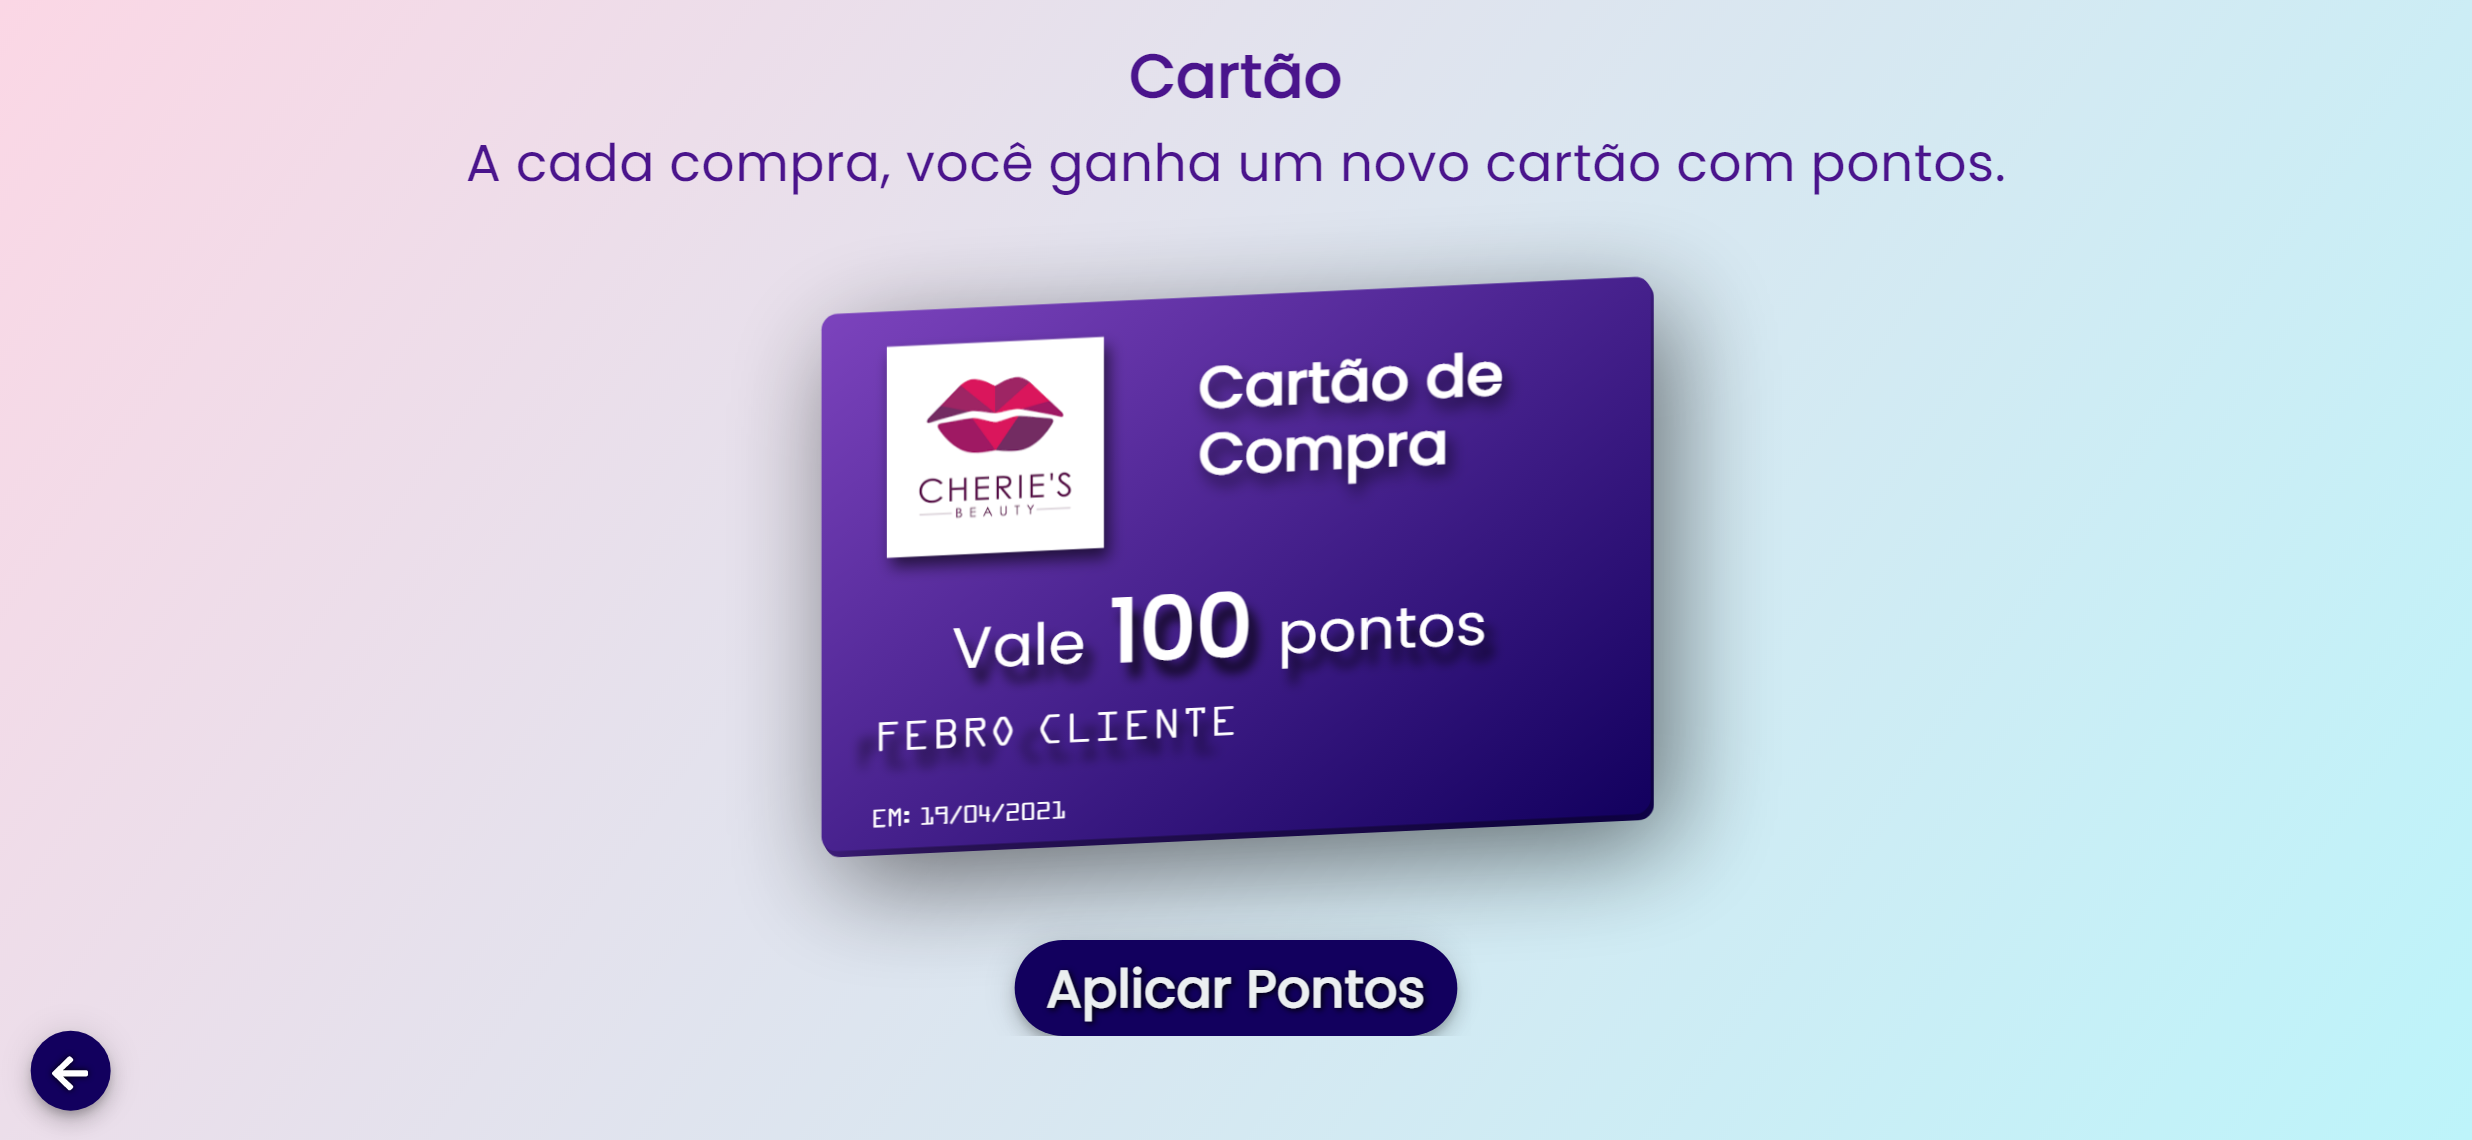 Cartão
A cada compra, você ganha um novo cartão com pontos.
Cartão de
Compra
CHERIE'S
BEAUTY
Vale 100 pontos
FEBRO CLIENTE
EM: 19/04/2021
Aplicar Pontos